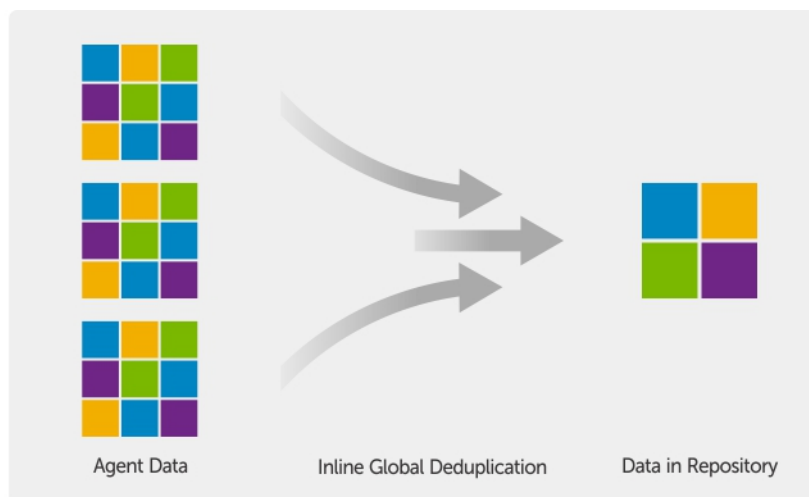 Agent Data
Inline Global Deduplication
Data in Repository